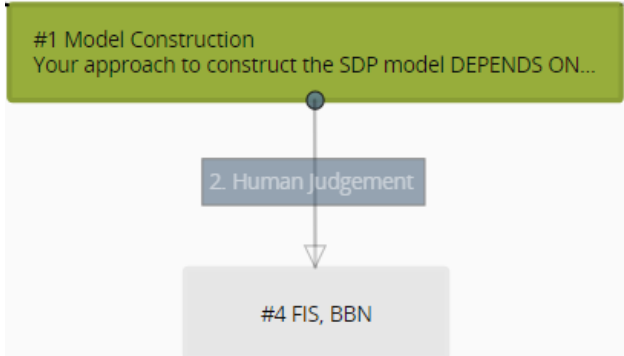 #1 Model Construction
Your approach to construct the SDP model DEPENDS ON...
2. Human Judgement
#4 FIS, BBN